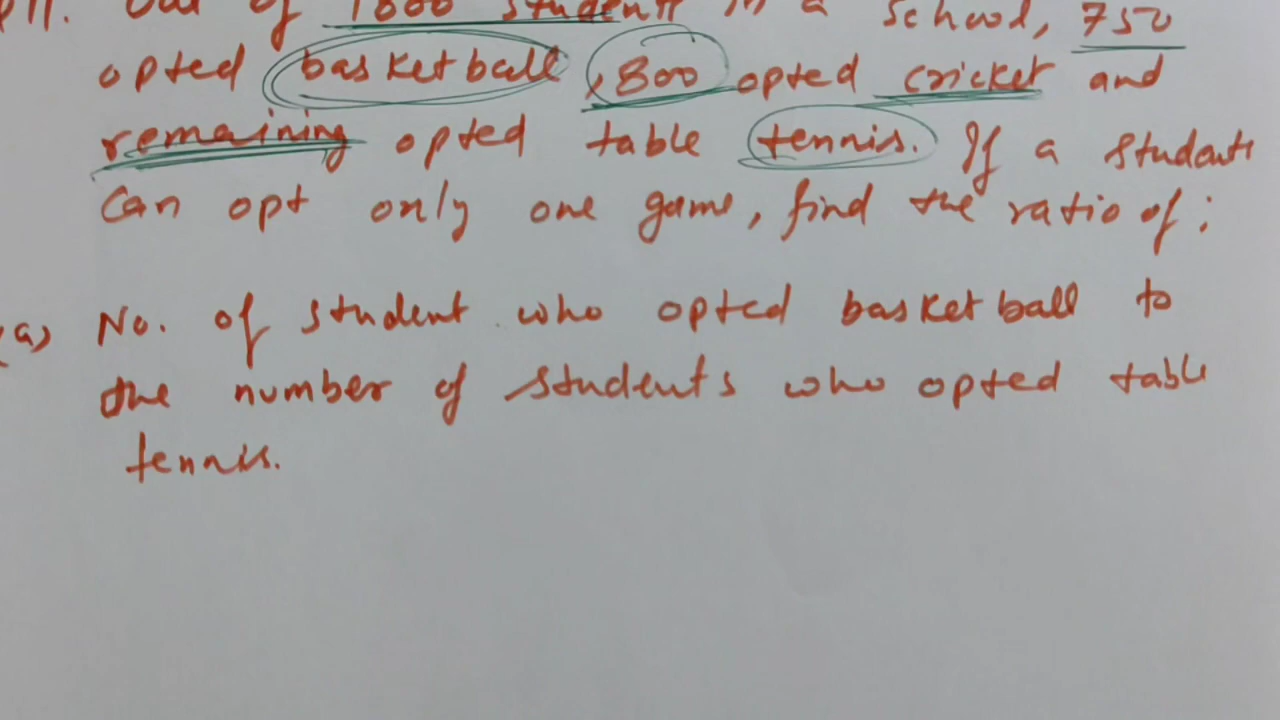 Out of 1800 students in a school, 750
opted basketball, 800 opted cricket and
remaining opted table tennis. If a students
can opt only one game, find the ratio of;
(a) No. of student who opted basketball to
the number of students who opted table
tennis.